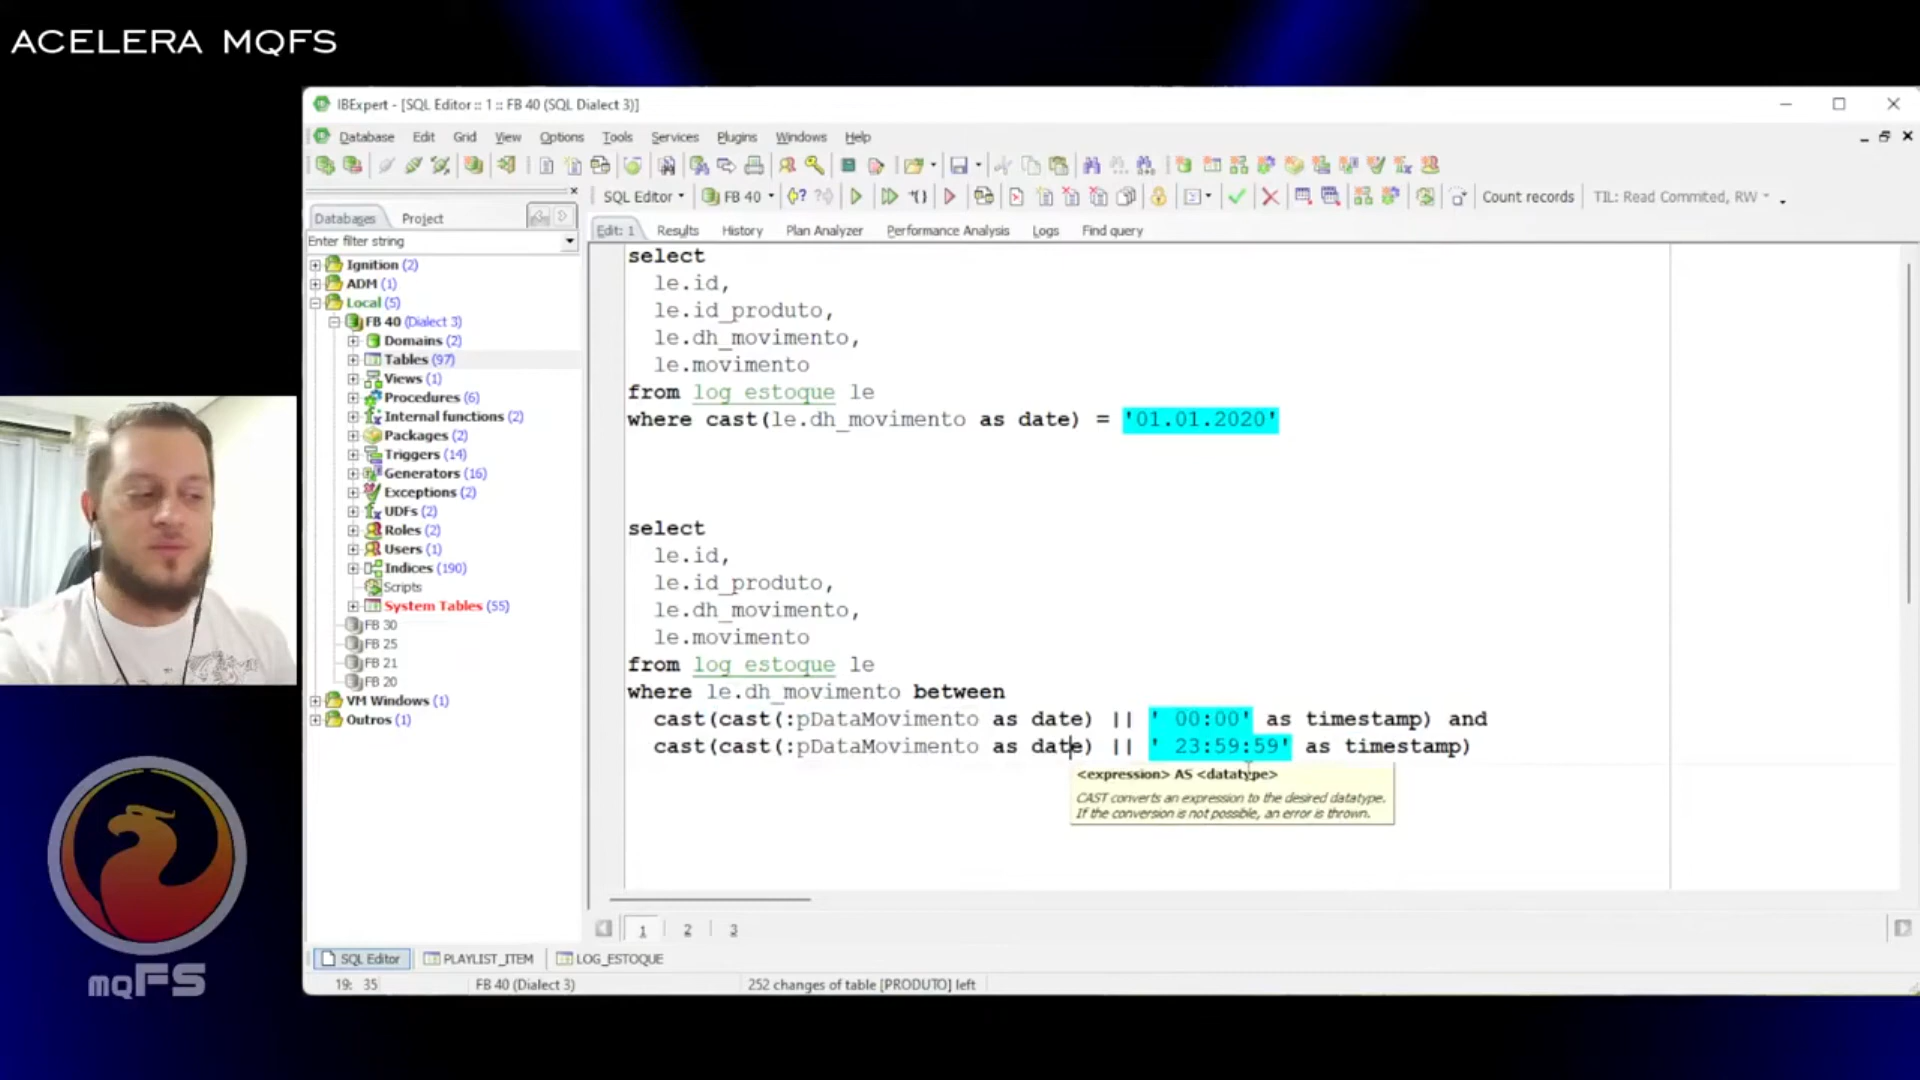 ACELERA MQFS
IBExpert - [SQL Editor :: 1 :: FB 40 (SQL Dialect 3)]
Database Edit Grid View Options Tools Services Plugins Windows Help
SQL Editor FB 40 Count records TIL: Read Commited, RW
Databases Project
Edit: 1 Results History Plan Analyzer Performance Analysis Logs Find query
Enter filter string
Ignition (2)
ADM (1)
Local (5)
FB 40 (Dialect 3)
Domains (2)
Tables (97)
Views (1)
Procedures (6)
Internal functions (2)
Packages (2)
Triggers (14)
Generators (16)
Exceptions (2)
UDFs (2)
Roles (2)
Users (1)
Indices (190)
Scripts
System Tables (55)
FB 30
FB 25
FB 21
FB 20
VM Windows (1)
Outros (1)
select
le.id,
le.id_produto,
le.dh_movimento,
le.movimento
from log_estoque le
where cast(le.dh_movimento as date) = '01.01.2020'
select
le.id,
le.id_produto,
le.dh_movimento,
le.movimento
from log_estoque le
where le.dh_movimento between
cast(cast(:pDataMovimento as date) || ' 00:00' as timestamp) and
cast(cast(:pDataMovimento as date) || ' 23:59:59' as timestamp)
<expression> AS <datatype>
CAST converts an expression to the desired datatype.
If the conversion is not possible, an error is thrown.
1 2 3
SQL Editor PLAYLIST_ITEM LOG_ESTOQUE
19: 35 FB 40 (Dialect 3) 252 changes of table [PRODUTO] left
mqFS